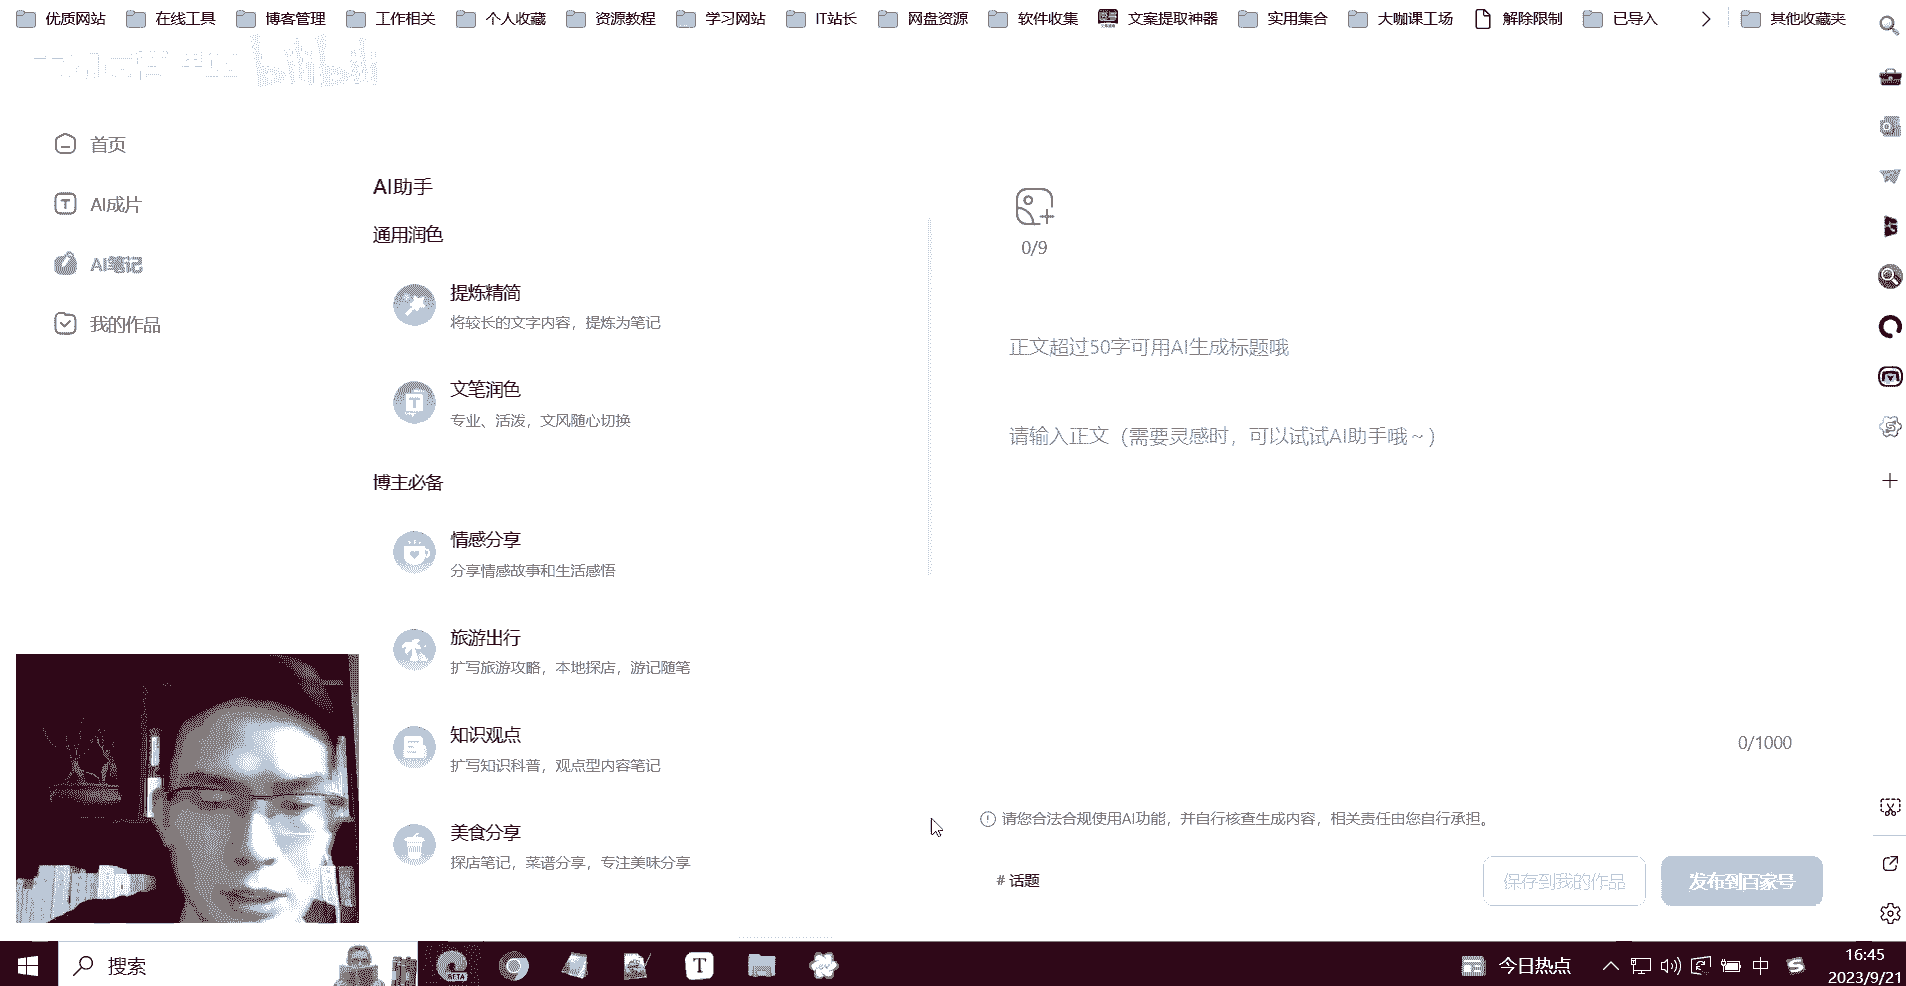 优质网站 在线工具 博客管理 工作相关 个人收藏 资源教程 学习网站 IT站长 网盘资源 软件收集 文案提取神器 实用集合 大咖课工场 解除限制 已导入 其他收藏夹
bilibili
首页
AI成片
AI笔记
我的作品
AI助手
通用润色
提炼精简
将较长的文字内容，提炼为笔记
文笔润色
专业、活泼，文风随心切换
博主必备
情感分享
分享情感故事和生活感悟
旅游出行
扩写旅游攻略，本地探店，游记随笔
知识观点
扩写知识科普，观点型内容笔记
美食分享
探店笔记，菜谱分享，专注美味分享
0/9
正文超过50字可用AI生成标题哦
请输入正文（需要灵感时，可以试试AI助手哦～）
0/1000
请您合法合规使用AI功能，并自行核查生成内容，相关责任由您自行承担。
# 话题
保存到我的作品 发布到百家号
搜索
BETA
T
今日热点
中
16:45
2023/9/21